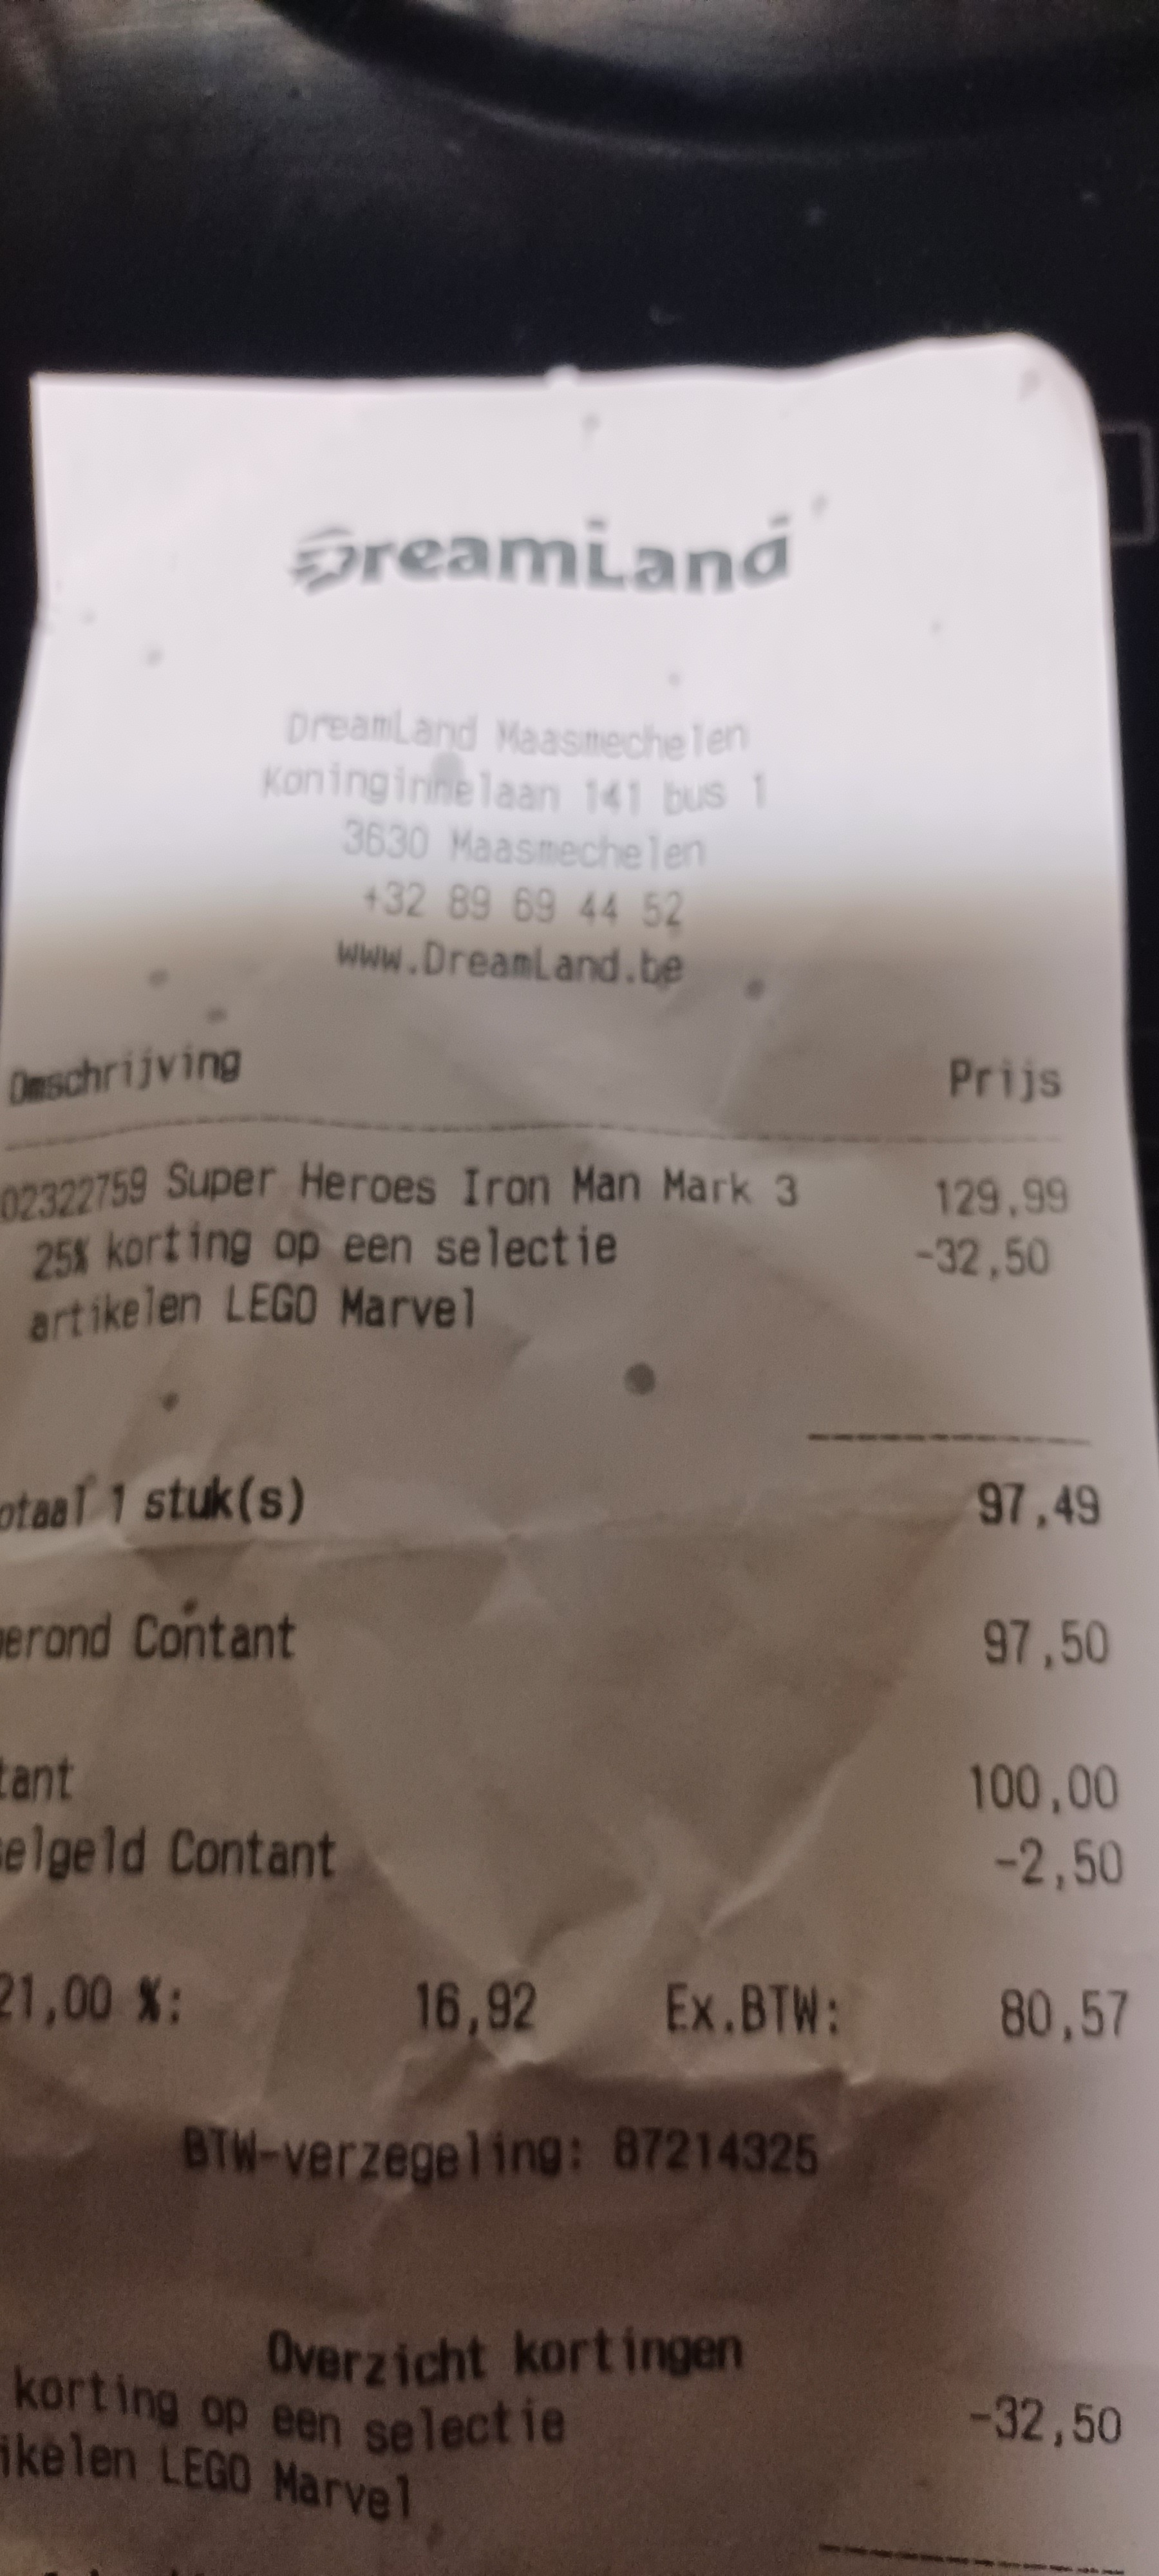 DreamLand
DreamLand Maasmechelen
Koninginnelaan 141 bus 1
3630 Maasmechelen
+32 89 69 44 52
www.DreamLand.be
Omschrijving Prijs
02322759 Super Heroes Iron Man Mark 3 129,99
25% korting op een selectie -32,50
artikelen LEGO Marvel
otaal 1 stuk(s) 97,49
erond Contant 97,50
tant 100,00
selgeld Contant -2,50
21,00 %: 16,92 Ex.BTW: 80,57
BTW-verzegeling: 87214325
Overzicht kortingen
korting op een selectie -32,50
ikelen LEGO Marvel